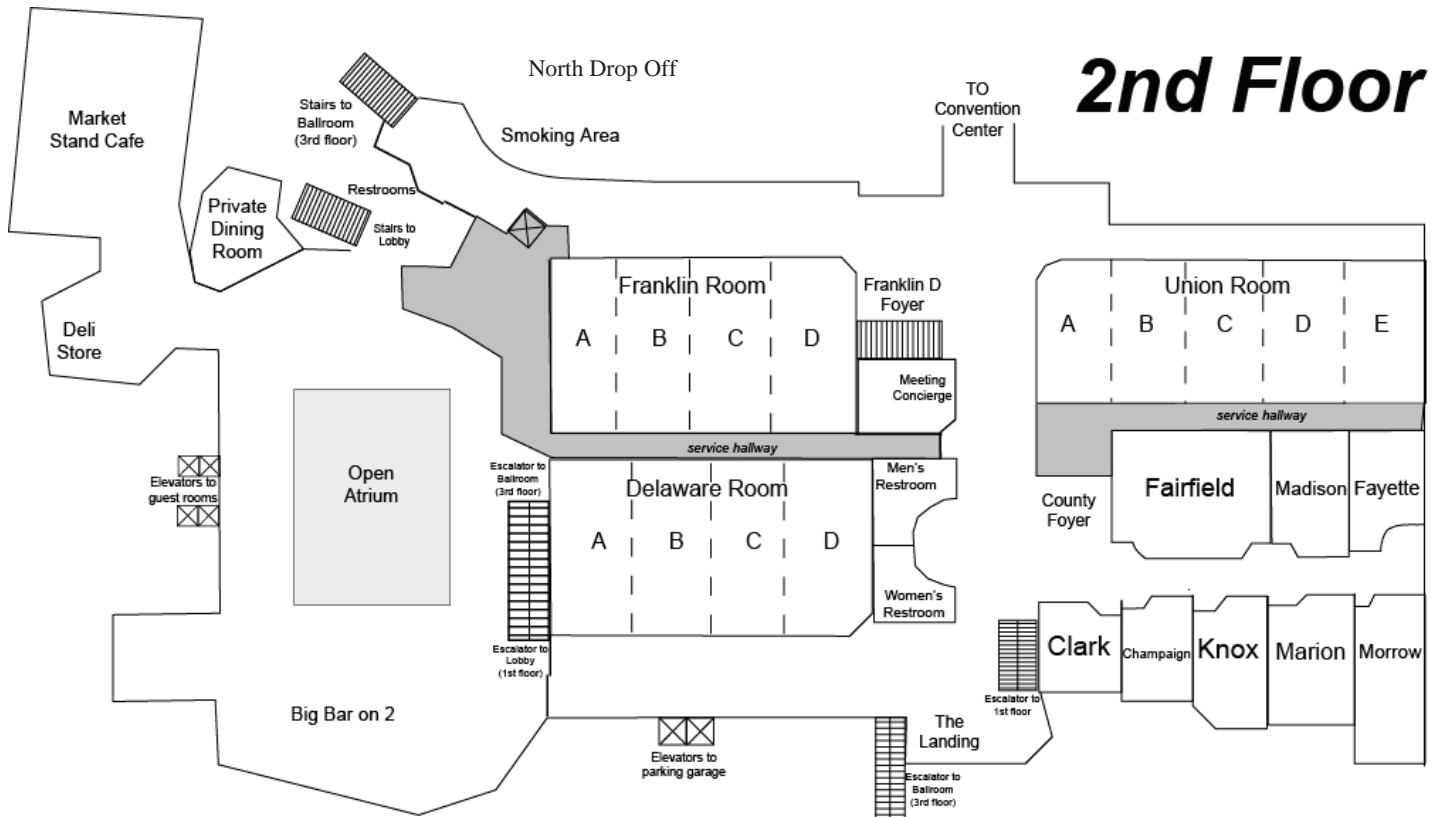 North Drop Off
2nd Floor
TO
Convention
Center
Market
Stand Cafe
Stairs to
Ballroom
(3rd floor)
Smoking Area
Restrooms
Private
Dining
Room
Stairs to
Lobby
Franklin Room
A
B
C
D
Franklin D
Foyer
Meeting
Concierge
Union Room
A
B
C
D
E
service hallway
Deli
Store
service hallway
Open
Atrium
Elevators to
guest rooms
Escalator to
Ballroom
(3rd floor)
Delaware Room
A
B
C
D
Men's
Restroom
Women's
Restroom
County
Foyer
Fairfield
Madison
Fayette
Escalator to
Lobby
(1st floor)
Clark
Champaign
Knox
Marion
Morrow
Escalator to
1st floor
Big Bar on 2
The
Landing
Elevators to
parking garage
Escalator to
Ballroom
(3rd floor)